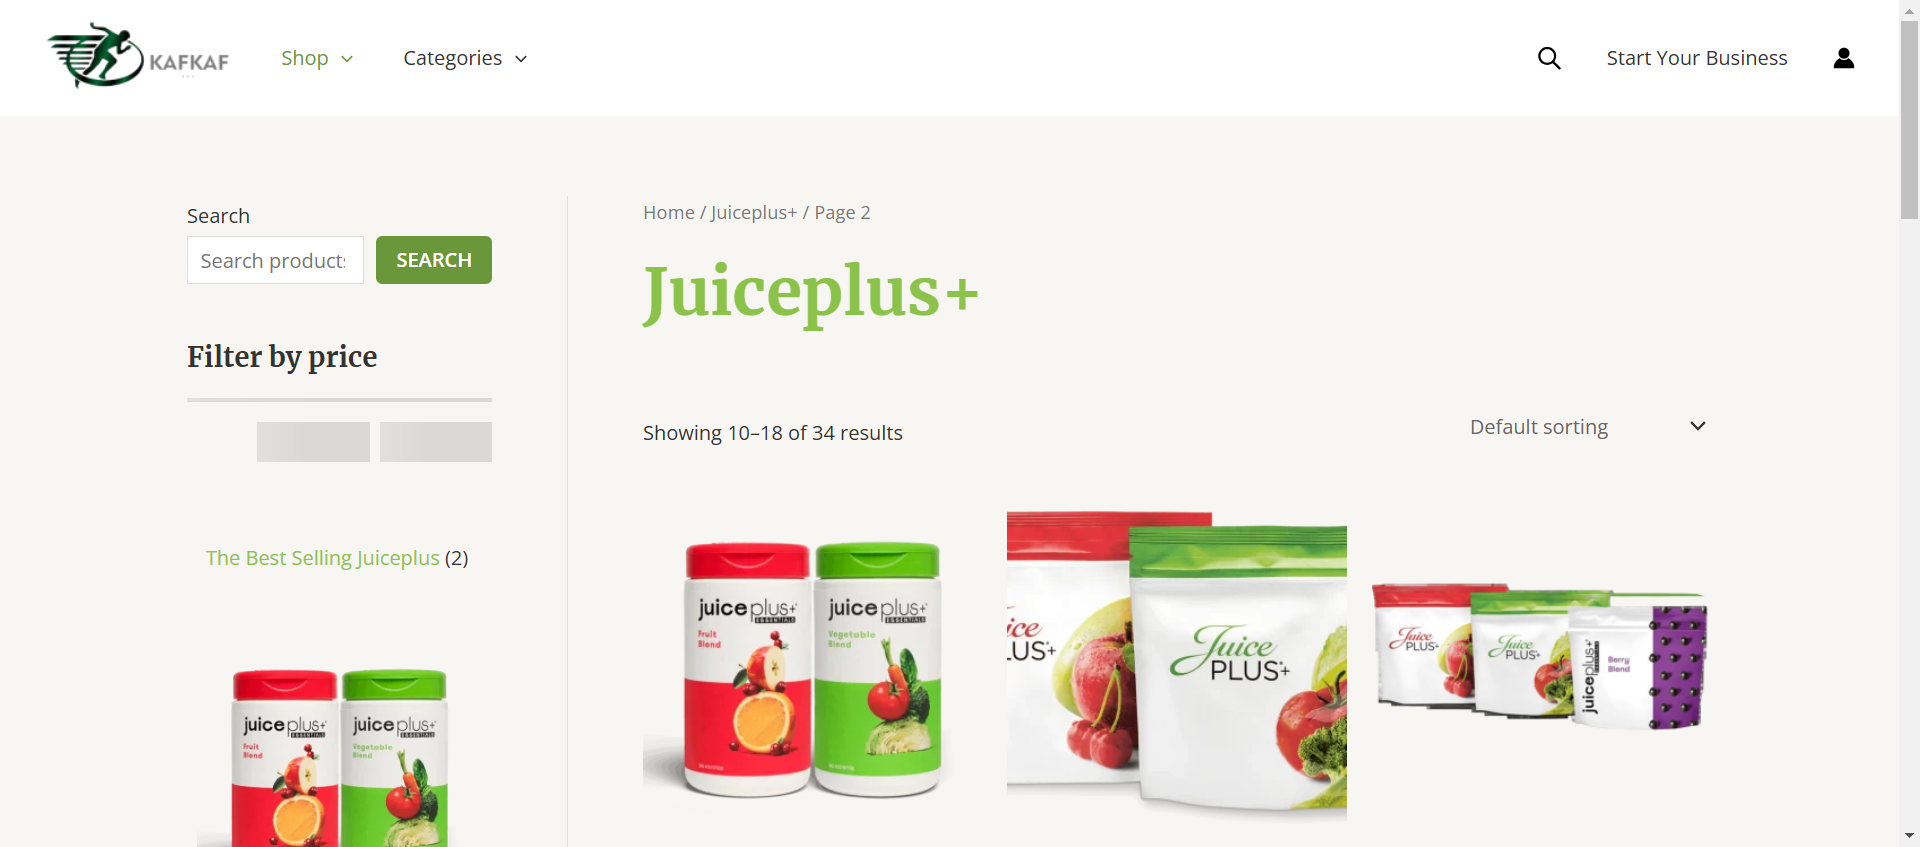 KAFKAF
Shop
Categories
Start Your Business
Search
Search products
SEARCH
Filter by price
The Best Selling Juiceplus (2)
juice plus+
ESSENTIALS
Fruit
Blend
juice plus+
ESSENTIALS
Vegetable
Blend
Home / Juiceplus+ / Page 2
Juiceplus+
Showing 10–18 of 34 results
Default sorting
juice plus+
ESSENTIALS
Fruit
Blend
juice plus+
ESSENTIALS
Vegetable
Blend
ice
LUS+
Juice
PLUS+
Juice
PLUS+
Juice
PLUS+
juice plus+
Berry
Blend